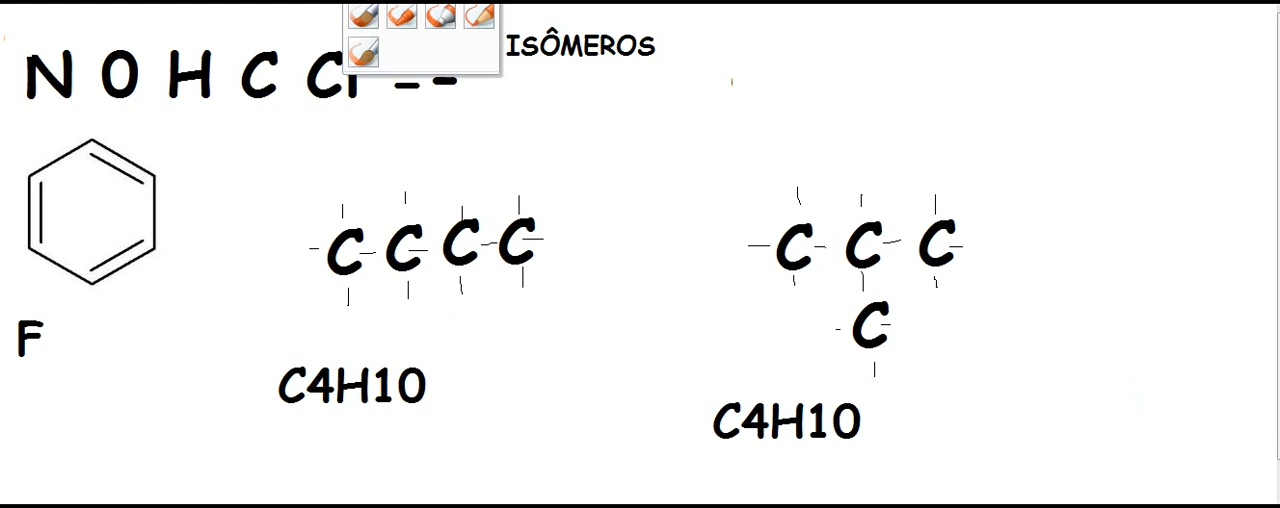 ISÔMEROS
N O H C Cl = -
C C C C
C C C
C
F
C4H10
C4H10